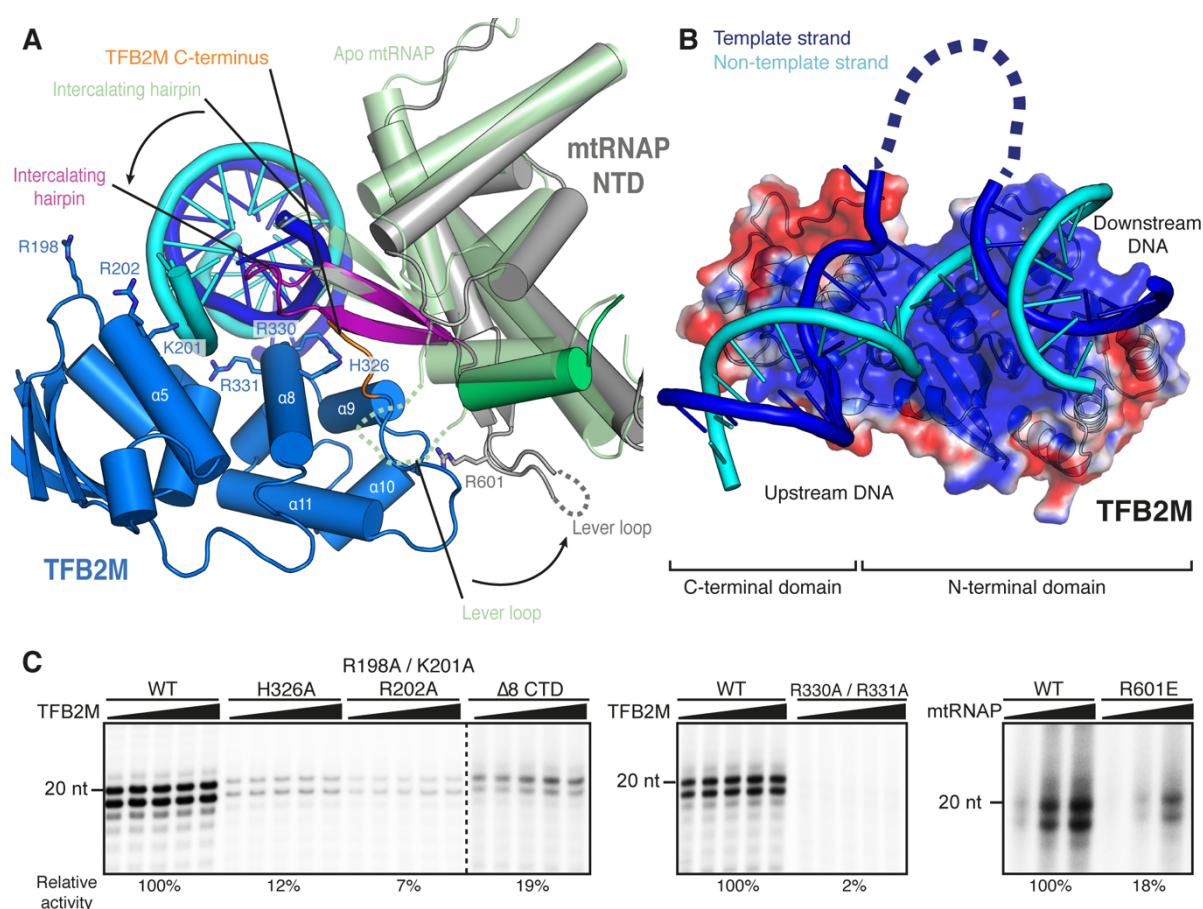 A
TFB2M C-terminus
Intercalating hairpin
Apo mtRNAP
mtRNAP
NTD
Intercalating
hairpin
R198
R202
K201
R330
R331
H326
α5
α8
α9
α10
α11
R601
Lever loop
TFB2M
Lever loop
B
Template strand
Non-template strand
Downstream
DNA
Upstream DNA
TFB2M
C-terminal domain
N-terminal domain
C
R198A / K201A
WT H326A R202A Δ8 CTD
TFB2M
20 nt
Relative
activity
100% 12% 7% 19%
WT R330A / R331A
TFB2M
20 nt
100% 2%
WT R601E
mtRNAP
20 nt
100% 18%